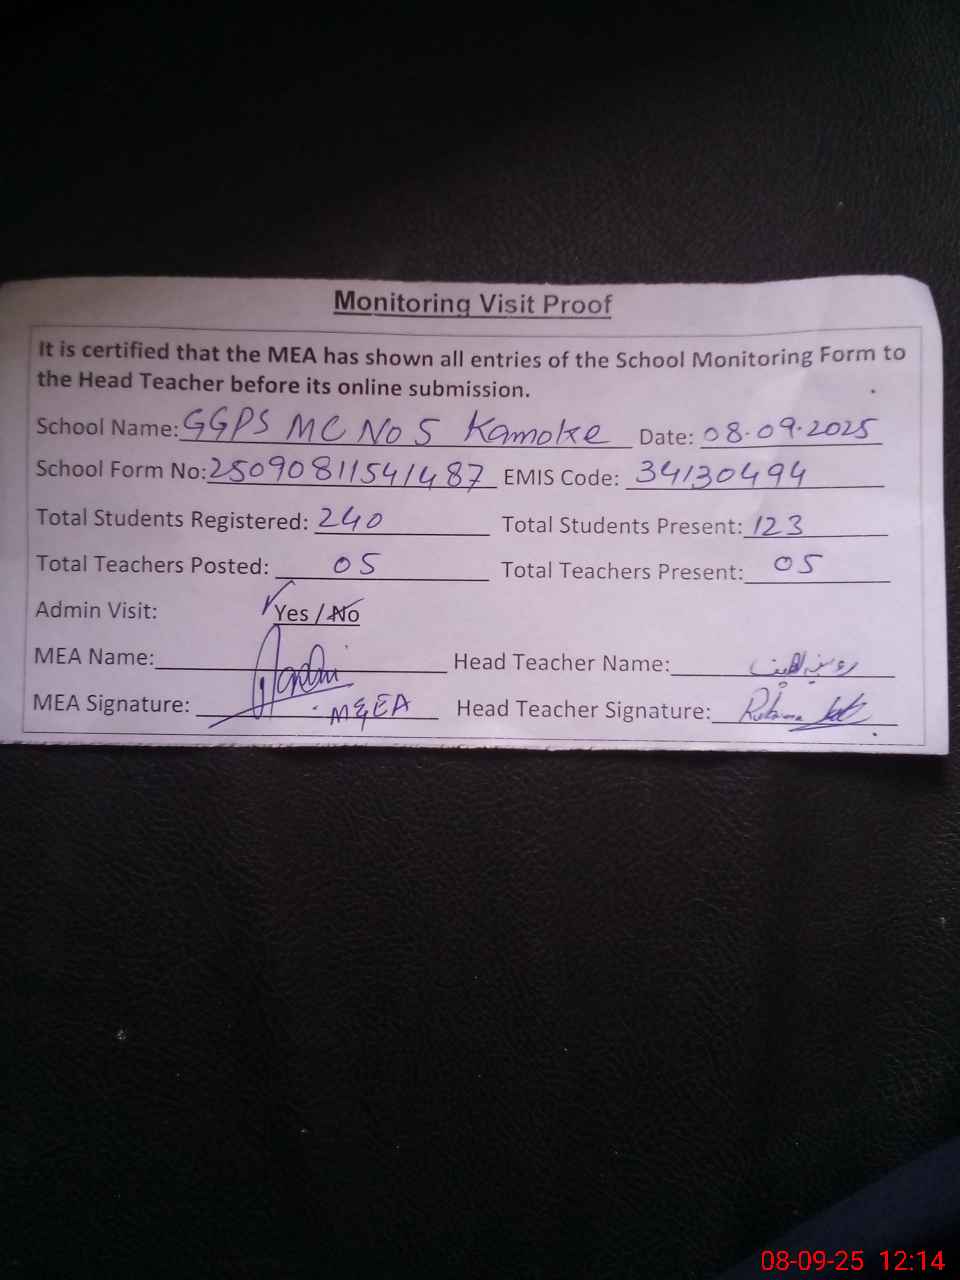 Monitoring Visit Proof
It is certified that the MEA has shown all entries of the School Monitoring Form to
the Head Teacher before its online submission.
School Name: GGPS MC No 5 Kamoke Date: 08-09-2025
School Form No: 25090811541487 EMIS Code: 34130494
Total Students Registered: 240 Total Students Present: 123
Total Teachers Posted: 05 Total Teachers Present: 05
Admin Visit: Yes / No
MEA Name: Head Teacher Name:
MEA Signature: M&EA Head Teacher Signature:
08-09-25 12:14